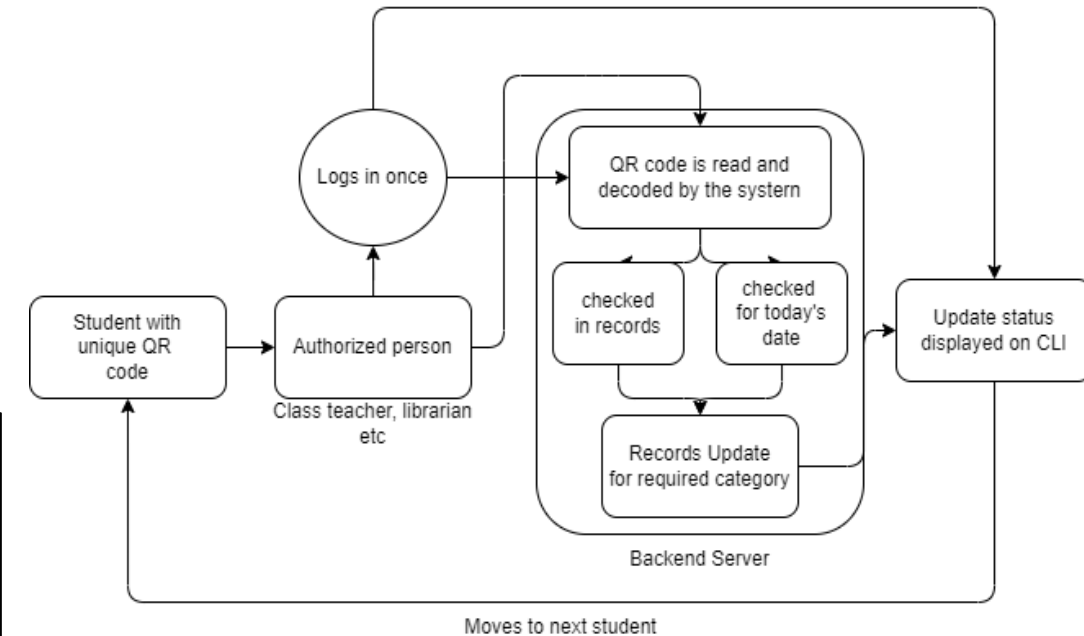 Logs in once
QR code is read and
decoded by the systern
Student with
unique QR
code
Authorized person
Class teacher, librarian
etc
checked
in records
checked
for today's
date
Update status
displayed on CLI
Records Update
for required category
Backend Server
Moves to next student